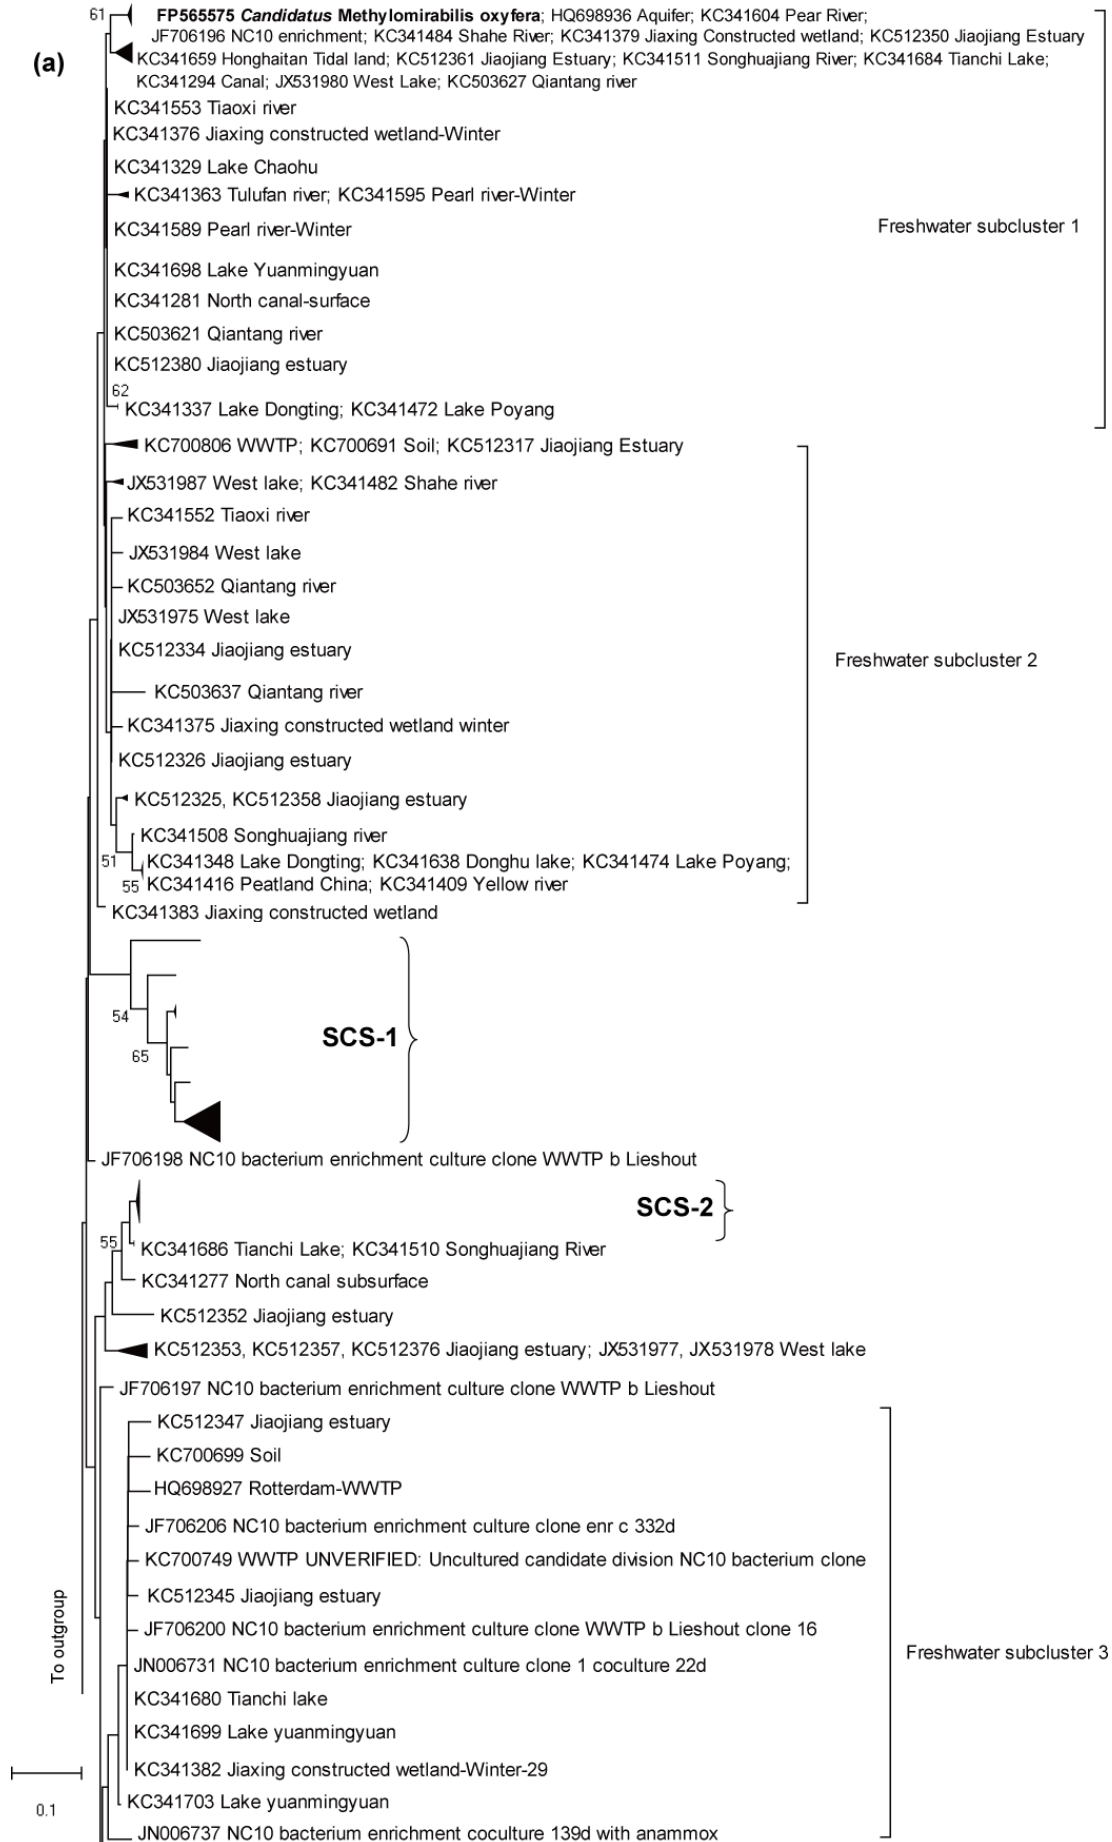 61
FP565575 Candidatus Methylomirabilis oxyfera; HQ698936 Aquifer; KC341604 Pear River;
JF706196 NC10 enrichment; KC341484 Shahe River; KC341379 Jiaxing Constructed wetland; KC512350 Jiaojiang Estuary
(a)
KC341659 Honghaitan Tidal land; KC512361 Jiaojiang Estuary; KC341511 Songhuajiang River; KC341684 Tianchi Lake;
KC341294 Canal; JX531980 West Lake; KC503627 Qiantang river
KC341553 Tiaoxi river
KC341376 Jiaxing constructed wetland-Winter
KC341329 Lake Chaohu
KC341363 Tulufan river; KC341595 Pearl river-Winter
KC341589 Pearl river-Winter
Freshwater subcluster 1
KC341698 Lake Yuanmingyuan
KC341281 North canal-surface
KC503621 Qiantang river
KC512380 Jiaojiang estuary
62
KC341337 Lake Dongting; KC341472 Lake Poyang
KC700806 WWTP; KC700691 Soil; KC512317 Jiaojiang Estuary
JX531987 West lake; KC341482 Shahe river
KC341552 Tiaoxi river
JX531984 West lake
KC503652 Qiantang river
JX531975 West lake
KC512334 Jiaojiang estuary
Freshwater subcluster 2
KC503637 Qiantang river
KC341375 Jiaxing constructed wetland winter
KC512326 Jiaojiang estuary
KC512325, KC512358 Jiaojiang estuary
KC341508 Songhuajiang river
51
KC341348 Lake Dongting; KC341638 Donghu lake; KC341474 Lake Poyang;
55
KC341416 Peatland China; KC341409 Yellow river
KC341383 Jiaxing constructed wetland
54
SCS-1
65
JF706198 NC10 bacterium enrichment culture clone WWTP b Lieshout
SCS-2
55
KC341686 Tianchi Lake; KC341510 Songhuajiang River
KC341277 North canal subsurface
KC512352 Jiaojiang estuary
KC512353, KC512357, KC512376 Jiaojiang estuary; JX531977, JX531978 West lake
JF706197 NC10 bacterium enrichment culture clone WWTP b Lieshout
KC512347 Jiaojiang estuary
KC700699 Soil
HQ698927 Rotterdam-WWTP
JF706206 NC10 bacterium enrichment culture clone enr c 332d
KC700749 WWTP UNVERIFIED: Uncultured candidate division NC10 bacterium clone
KC512345 Jiaojiang estuary
JF706200 NC10 bacterium enrichment culture clone WWTP b Lieshout clone 16
To outgroup
Freshwater subcluster 3
JN006731 NC10 bacterium enrichment culture clone 1 coculture 22d
KC341680 Tianchi lake
KC341699 Lake yuanmingyuan
KC341382 Jiaxing constructed wetland-Winter-29
KC341703 Lake yuanmingyuan
0.1
JN006737 NC10 bacterium enrichment coculture 139d with anammox